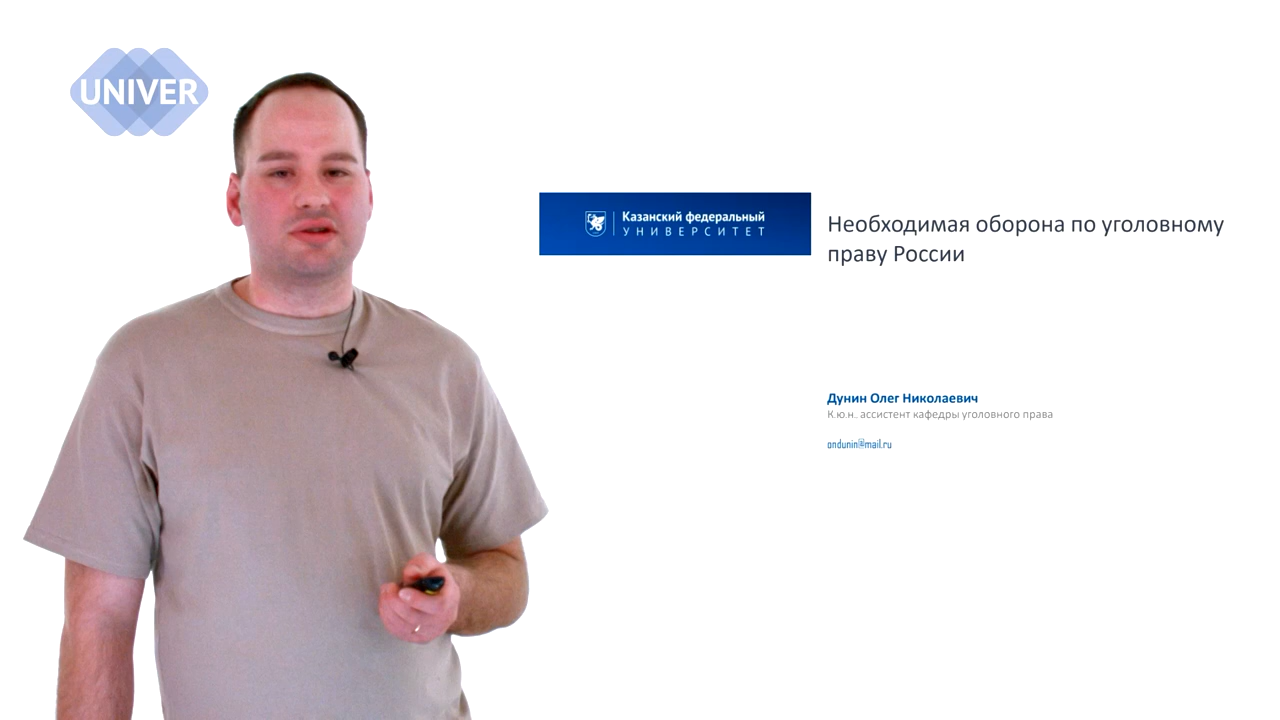 UNIVER
Казанский федеральный
УНИВЕРСИТЕТ
Необходимая оборона по уголовному
праву России
Дунин Олег Николаевич
К.ю.н.. ассистент кафедры уголовного права
ondunin@mail.ru